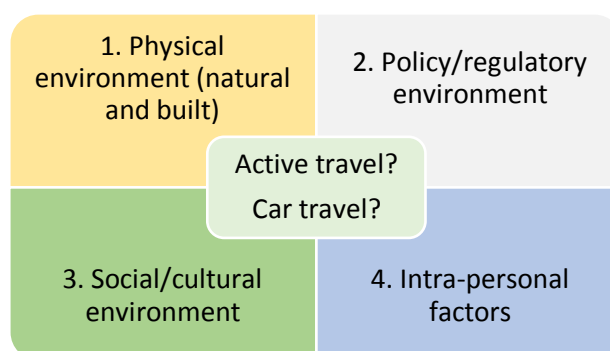 1. Physical
environment (natural
and built)
2. Policy/regulatory
environment
Active travel?
Car travel?
3. Social/cultural
environment
4. Intra-personal
factors